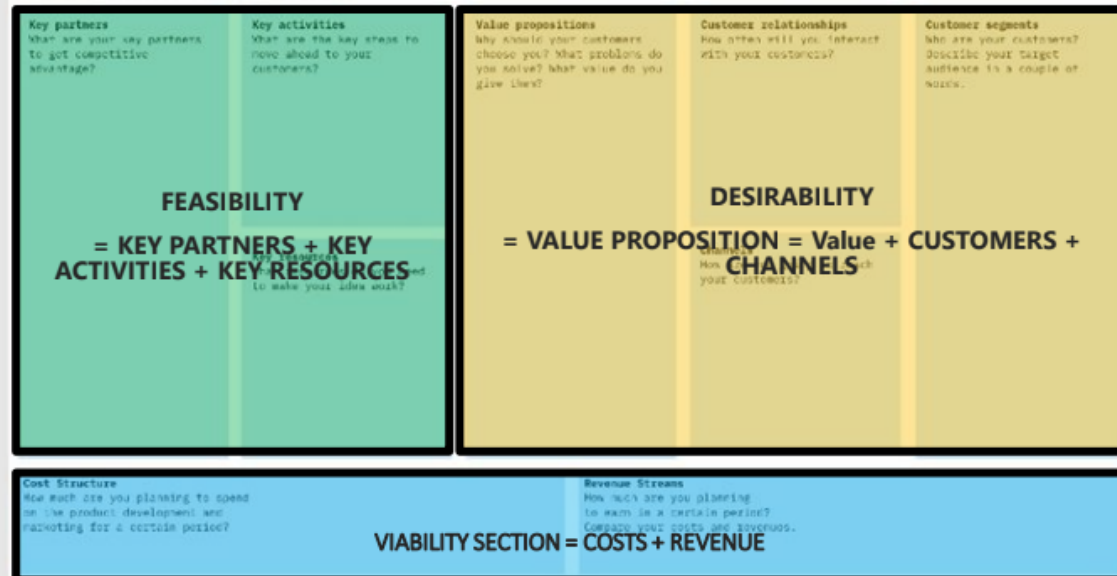 Key partners
What are your key partners
to get competitive
advantage?
Key activities
What are the key steps to
move ahead to your
customers?
FEASIBILITY
= KEY PARTNERS + KEY
ACTIVITIES + KEY RESOURCES
Key resources
to make your idea work?
Value propositions
Why should your customers
choose you? What problems do
you solve? What value do you
give them?
Customer relationships
How often will you interact
with your customers?
Customer segments
Who are your customers?
Describe your target
audience in a couple of
words.
DESIRABILITY
= VALUE PROPOSITION = Value + CUSTOMERS +
CHANNELS
Channels
your customers?
Cost Structure
How much are you planning to spend
on the product development and
marketing for a certain period?
Revenue Streams
How much are you planning
to earn in a certain period?
Compare your costs and revenues.
VIABILITY SECTION = COSTS + REVENUE